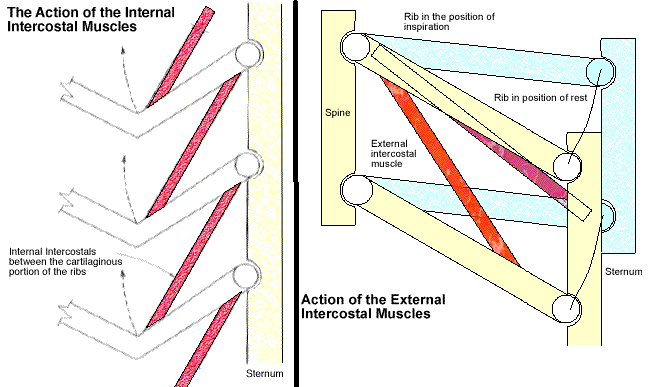 The Action of the Internal
Intercostal Muscles
Internal Intercostals
between the cartilaginous
portion of the ribs
Sternum
Rib in the position of
inspiration
Rib in position of rest
Spine
External
intercostal
muscle
Sternum
Action of the External
Intercostal Muscles